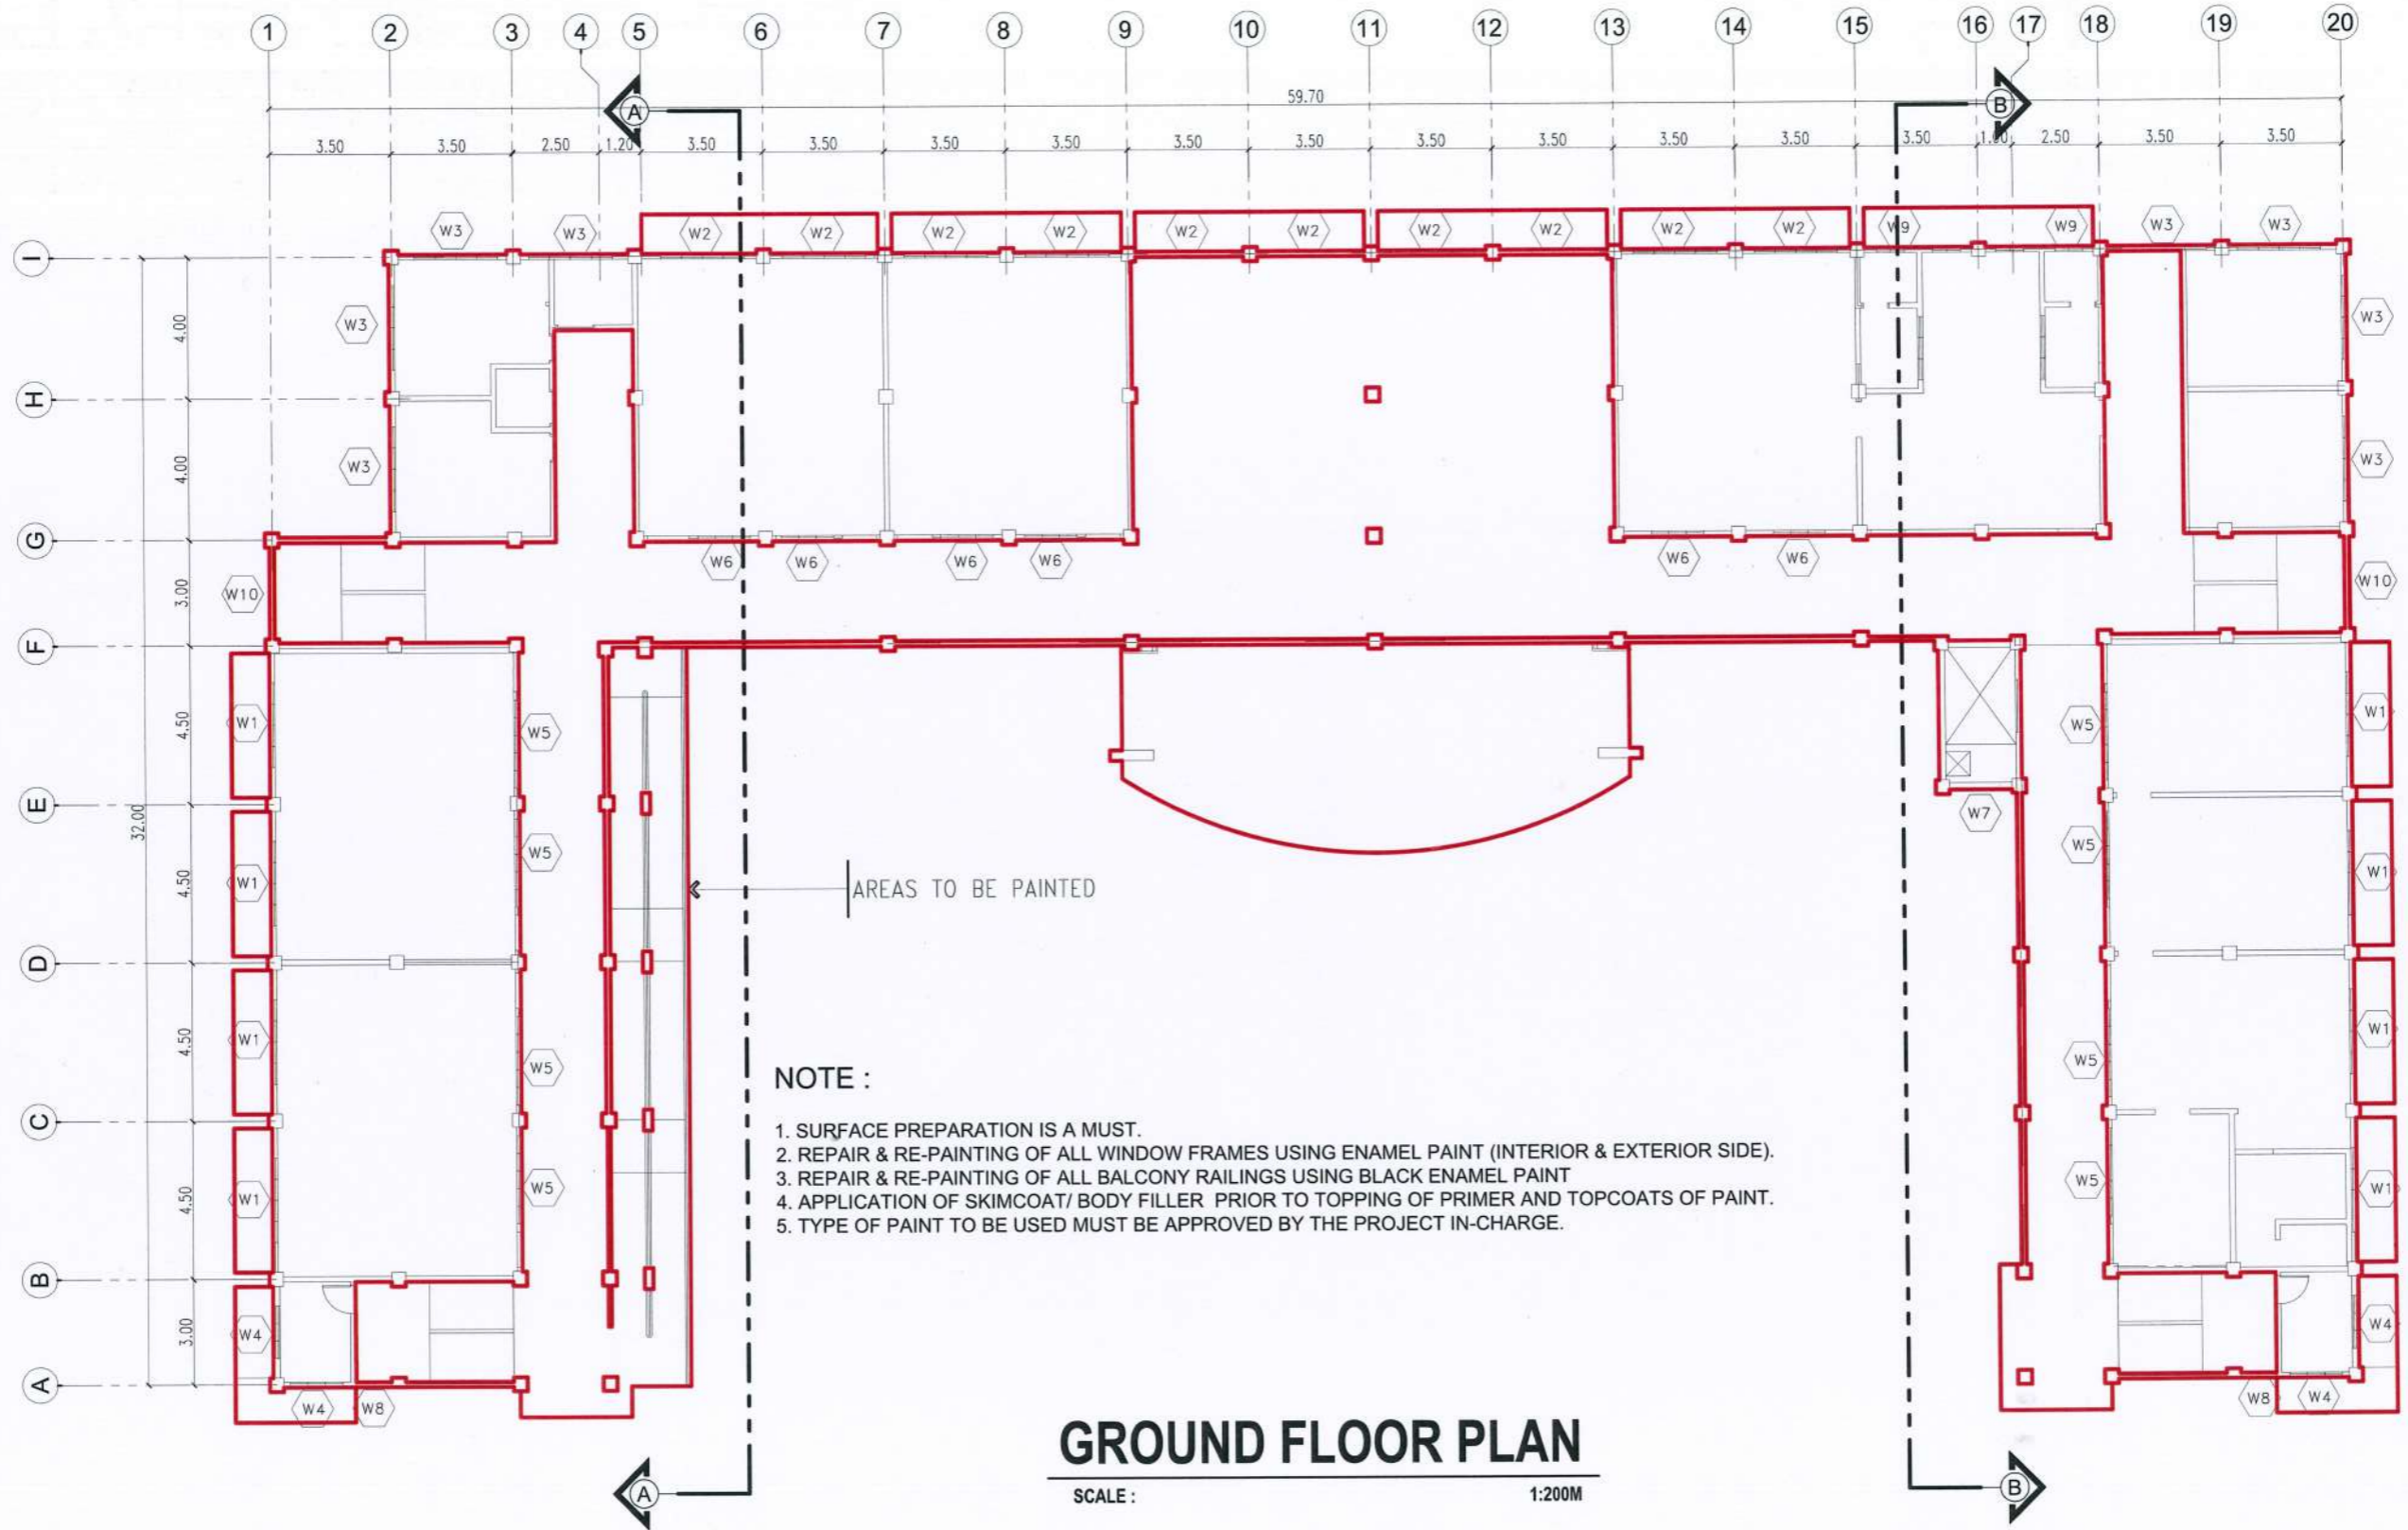 1 2 3 4 5 6 7 8 9 10 11 12 13 14 15 16 17 18 19 20
59.70
A B
3.50 3.50 2.50 1.20 3.50 3.50 3.50 3.50 3.50 3.50 3.50 3.50 3.50 3.50 3.50 1.00 2.50 3.50 3.50
W3 W3 W2 W2 W2 W2 W2 W2 W2 W2 W2 W2 W9 W9 W3 W3
I
4.00
W3 W3
H
4.00
W3 W3
G
W6 W6 W6 W6 W6 W6
3.00
W10 W10
F
4.50
W1 W5 W5 W1
E
32.00
W7
W5 W5
4.50
W1 W1
AREAS TO BE PAINTED
D
4.50
W1 W5 W5 W1
NOTE :
C
1. SURFACE PREPARATION IS A MUST.
2. REPAIR & RE-PAINTING OF ALL WINDOW FRAMES USING ENAMEL PAINT (INTERIOR & EXTERIOR SIDE).
3. REPAIR & RE-PAINTING OF ALL BALCONY RAILINGS USING BLACK ENAMEL PAINT
4. APPLICATION OF SKIMCOAT/ BODY FILLER PRIOR TO TOPPING OF PRIMER AND TOPCOATS OF PAINT.
5. TYPE OF PAINT TO BE USED MUST BE APPROVED BY THE PROJECT IN-CHARGE.
4.50
W1 W5 W5 W1
B
3.00
W4 W4
A
W4 W8 W8 W4
GROUND FLOOR PLAN
SCALE : 1:200M
A B